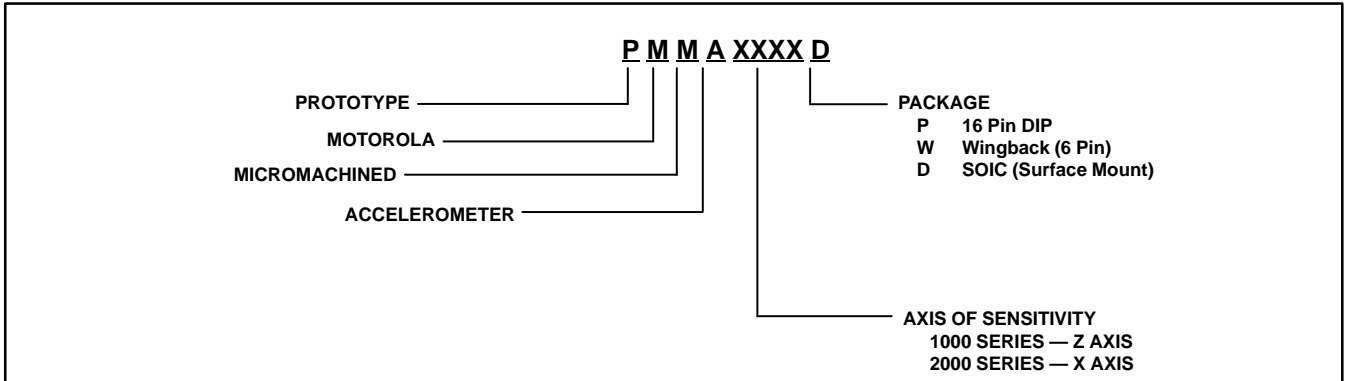 P M M A XXXX D
PROTOTYPE
MOTOROLA
MICROMACHINED
ACCELEROMETER
PACKAGE
P 16 Pin DIP
W Wingback (6 Pin)
D SOIC (Surface Mount)
AXIS OF SENSITIVITY
1000 SERIES — Z AXIS
2000 SERIES — X AXIS